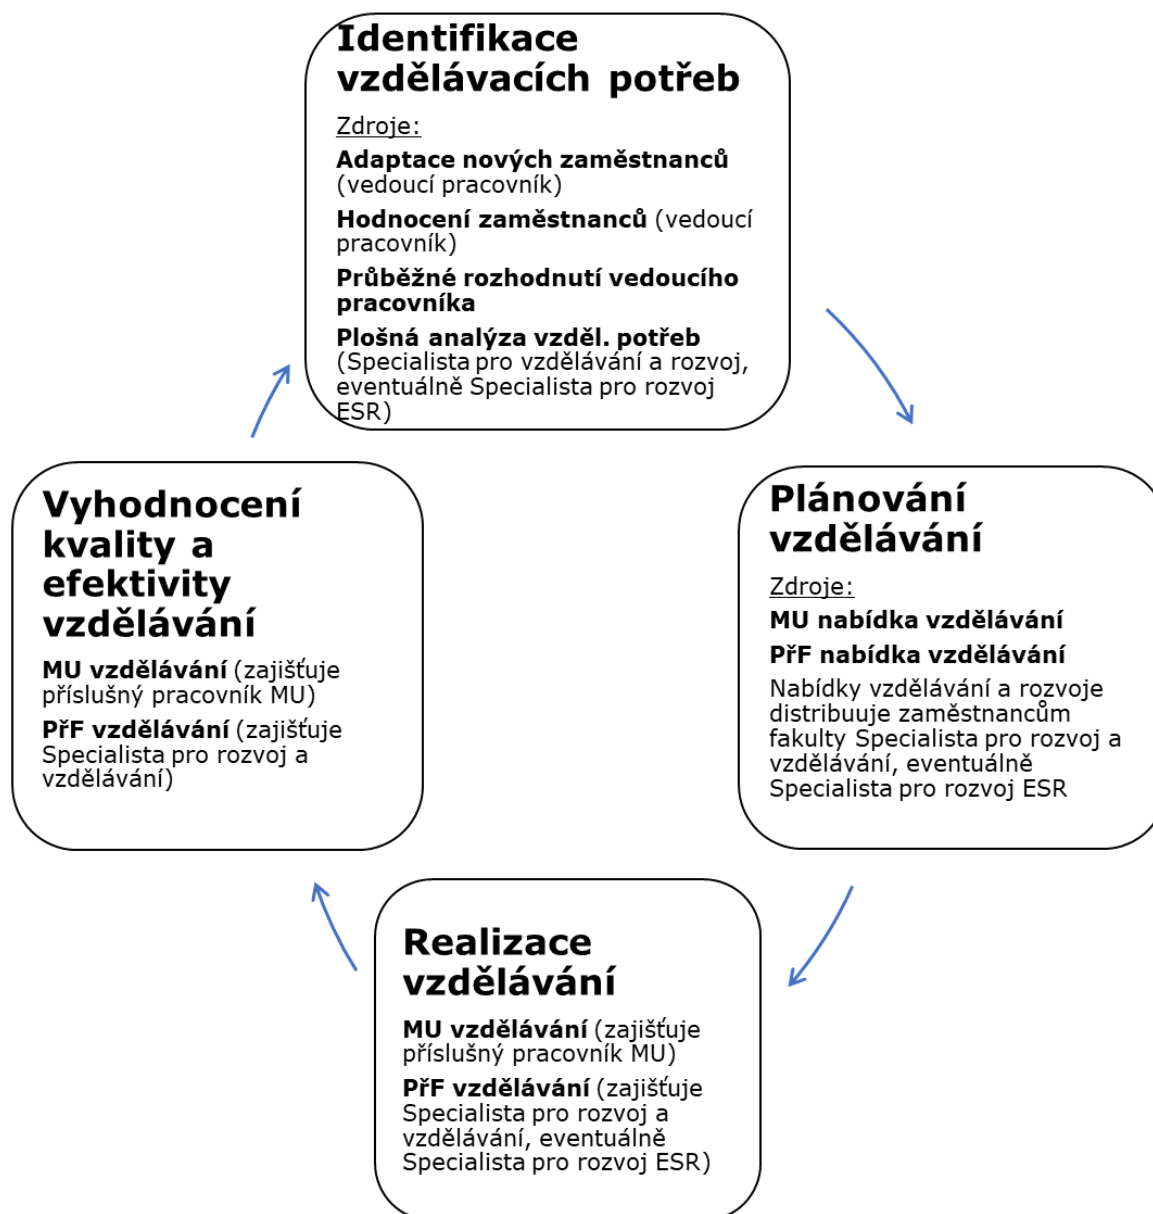 Identifikace
vzdělávacích potřeb
Zdroje:
Adaptace nových zaměstnanců
(vedoucí pracovník)
Hodnocení zaměstnanců (vedoucí
pracovník)
Průběžné rozhodnutí vedoucího
pracovníka
Plošná analýza vzděl. potřeb
(Specialista pro vzdělávání a rozvoj,
eventuálně Specialista pro rozvoj
ESR)
Plánování
vzdělávání
Zdroje:
MU nabídka vzdělávání
PřF nabídka vzdělávání
Nabídky vzdělávání a rozvoje
distribuuje zaměstnancům
fakulty Specialista pro rozvoj a
vzdělávání, eventuálně
Specialista pro rozvoj ESR
Realizace
vzdělávání
MU vzdělávání (zajišťuje
příslušný pracovník MU)
PřF vzdělávání (zajišťuje
Specialista pro rozvoj a
vzdělávání, eventuálně
Specialista pro rozvoj ESR)
Vyhodnocení
kvality a
efektivity
vzdělávání
MU vzdělávání (zajišťuje
příslušný pracovník MU)
PřF vzdělávání (zajišťuje
Specialista pro rozvoj a
vzdělávání)